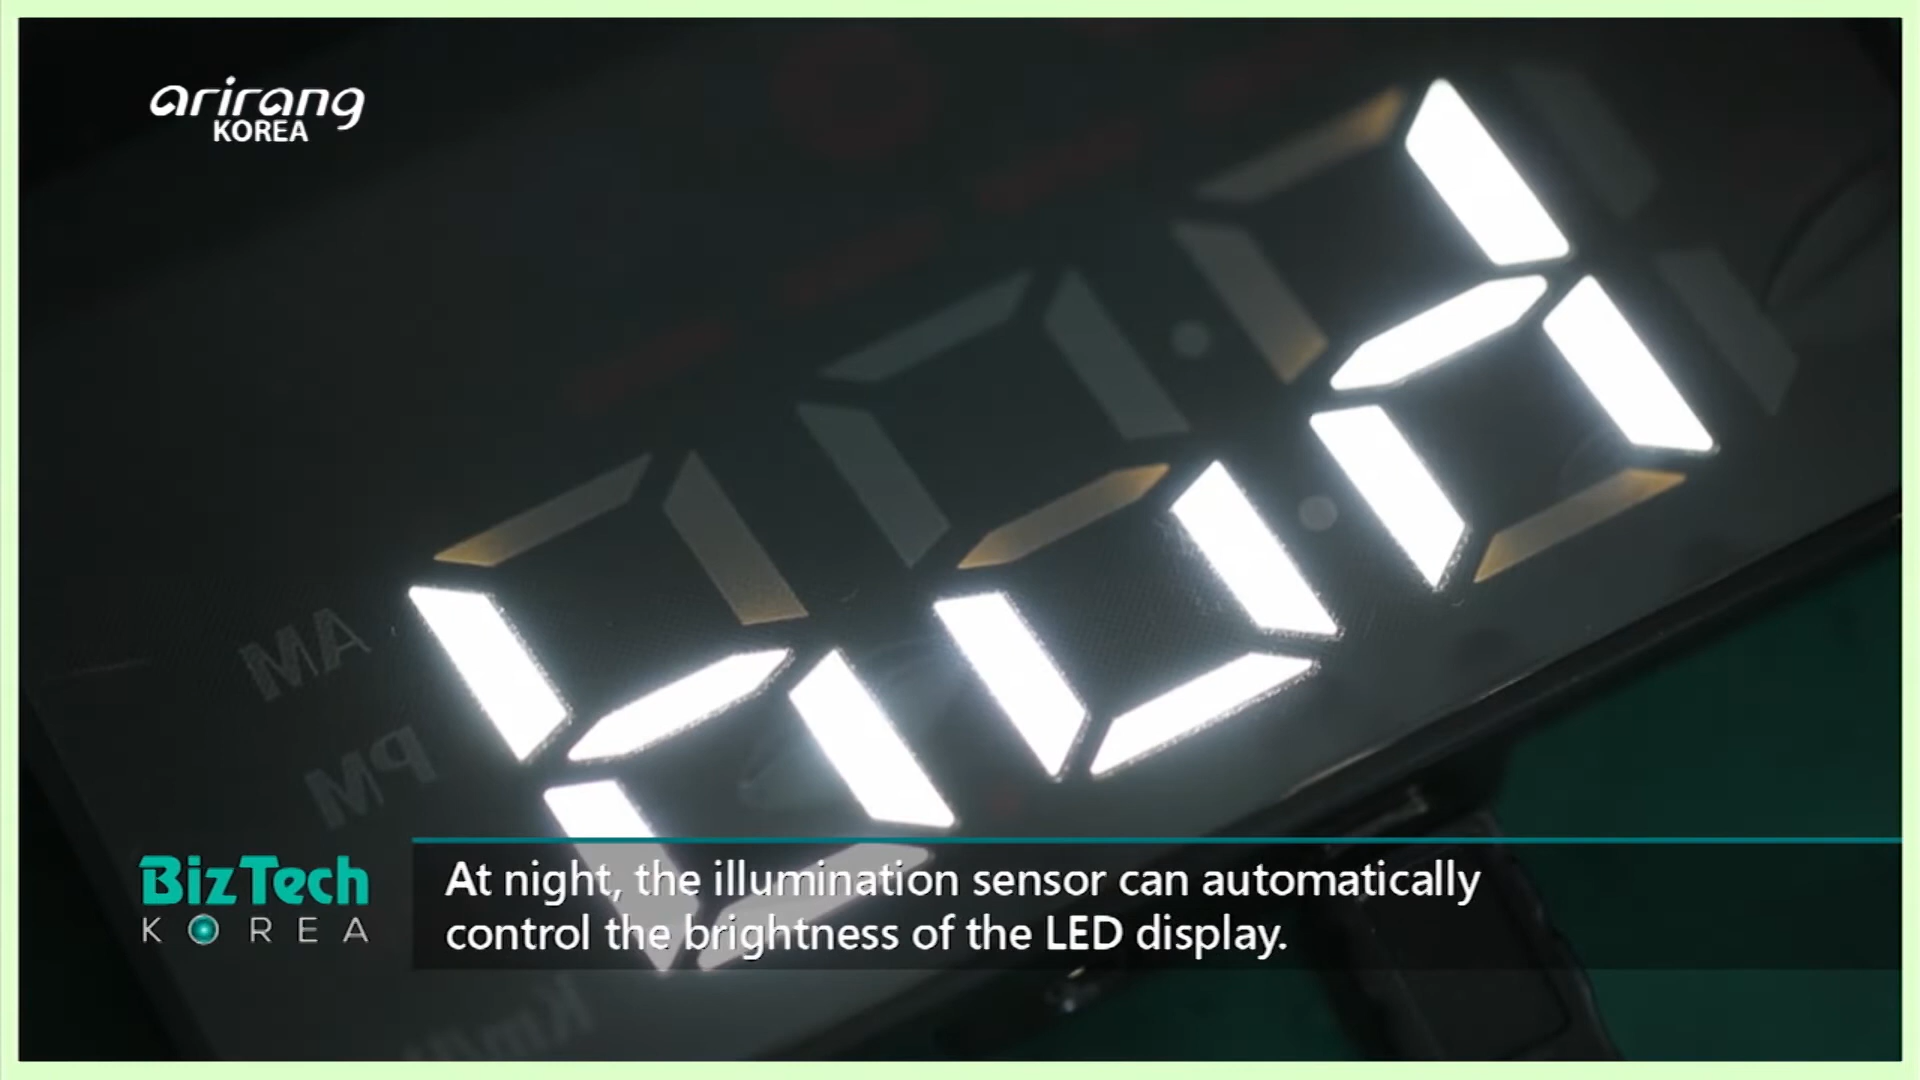 arirang
KOREA
AM
PM
BizTech
KOREA
At night, the illumination sensor can automatically
control the brightness of the LED display.